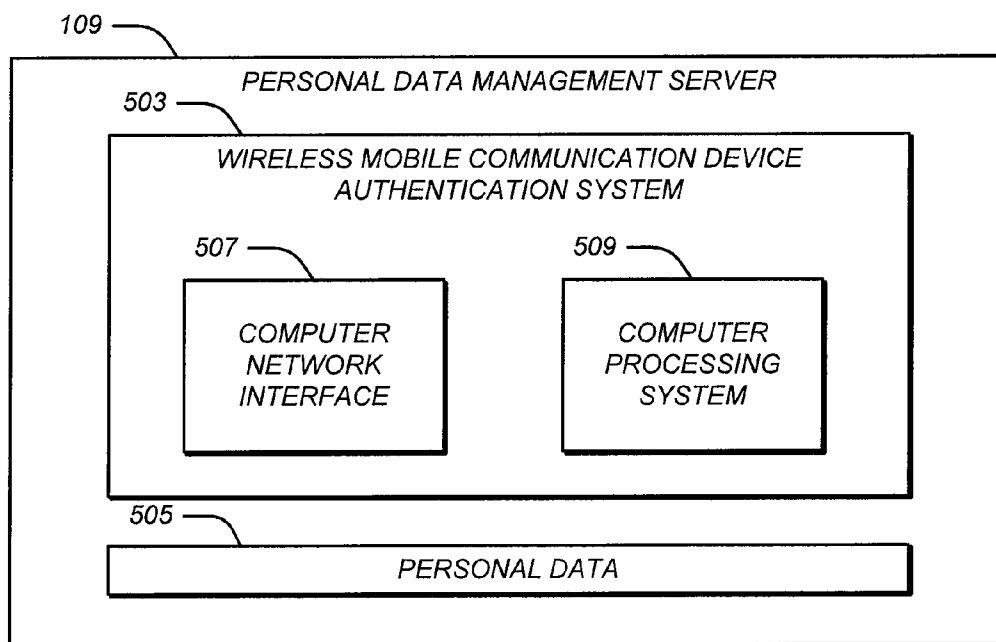 109
PERSONAL DATA MANAGEMENT SERVER
503
WIRELESS MOBILE COMMUNICATION DEVICE
AUTHENTICATION SYSTEM
507
COMPUTER
NETWORK
INTERFACE
509
COMPUTER
PROCESSING
SYSTEM
505
PERSONAL DATA